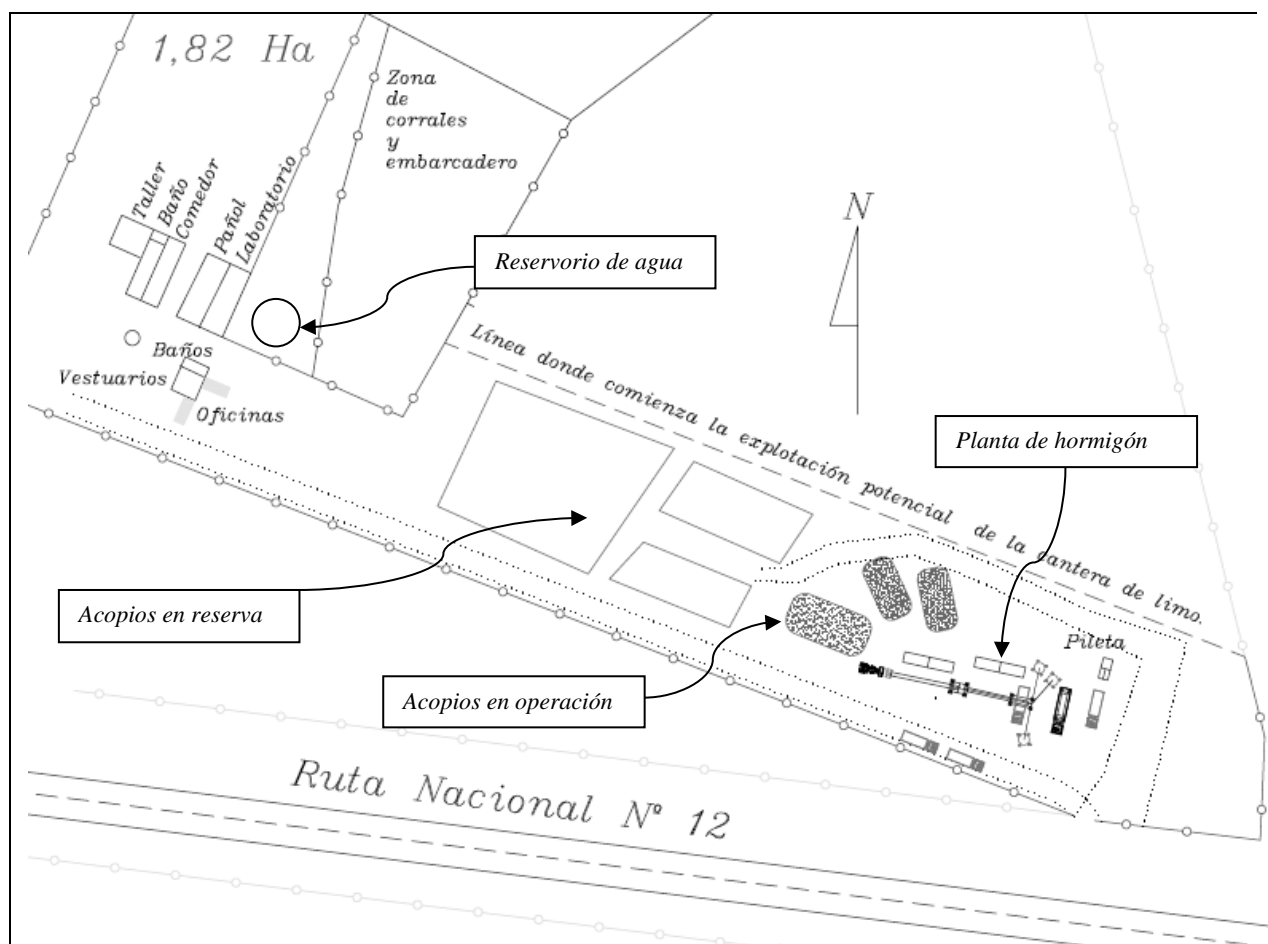 1,82 Ha
Zona
de
corrales
y
embarcadero
Taller
Baño
Comedor
Pañol
Laboratorio
N
Reservorio de agua
Baños
Vestuarios
Oficinas
Línea donde comienza la explotación potencial de la cantera de limo.
Planta de hormigón
Acopios en reserva
Pileta
Acopios en operación
Ruta Nacional Nº 12